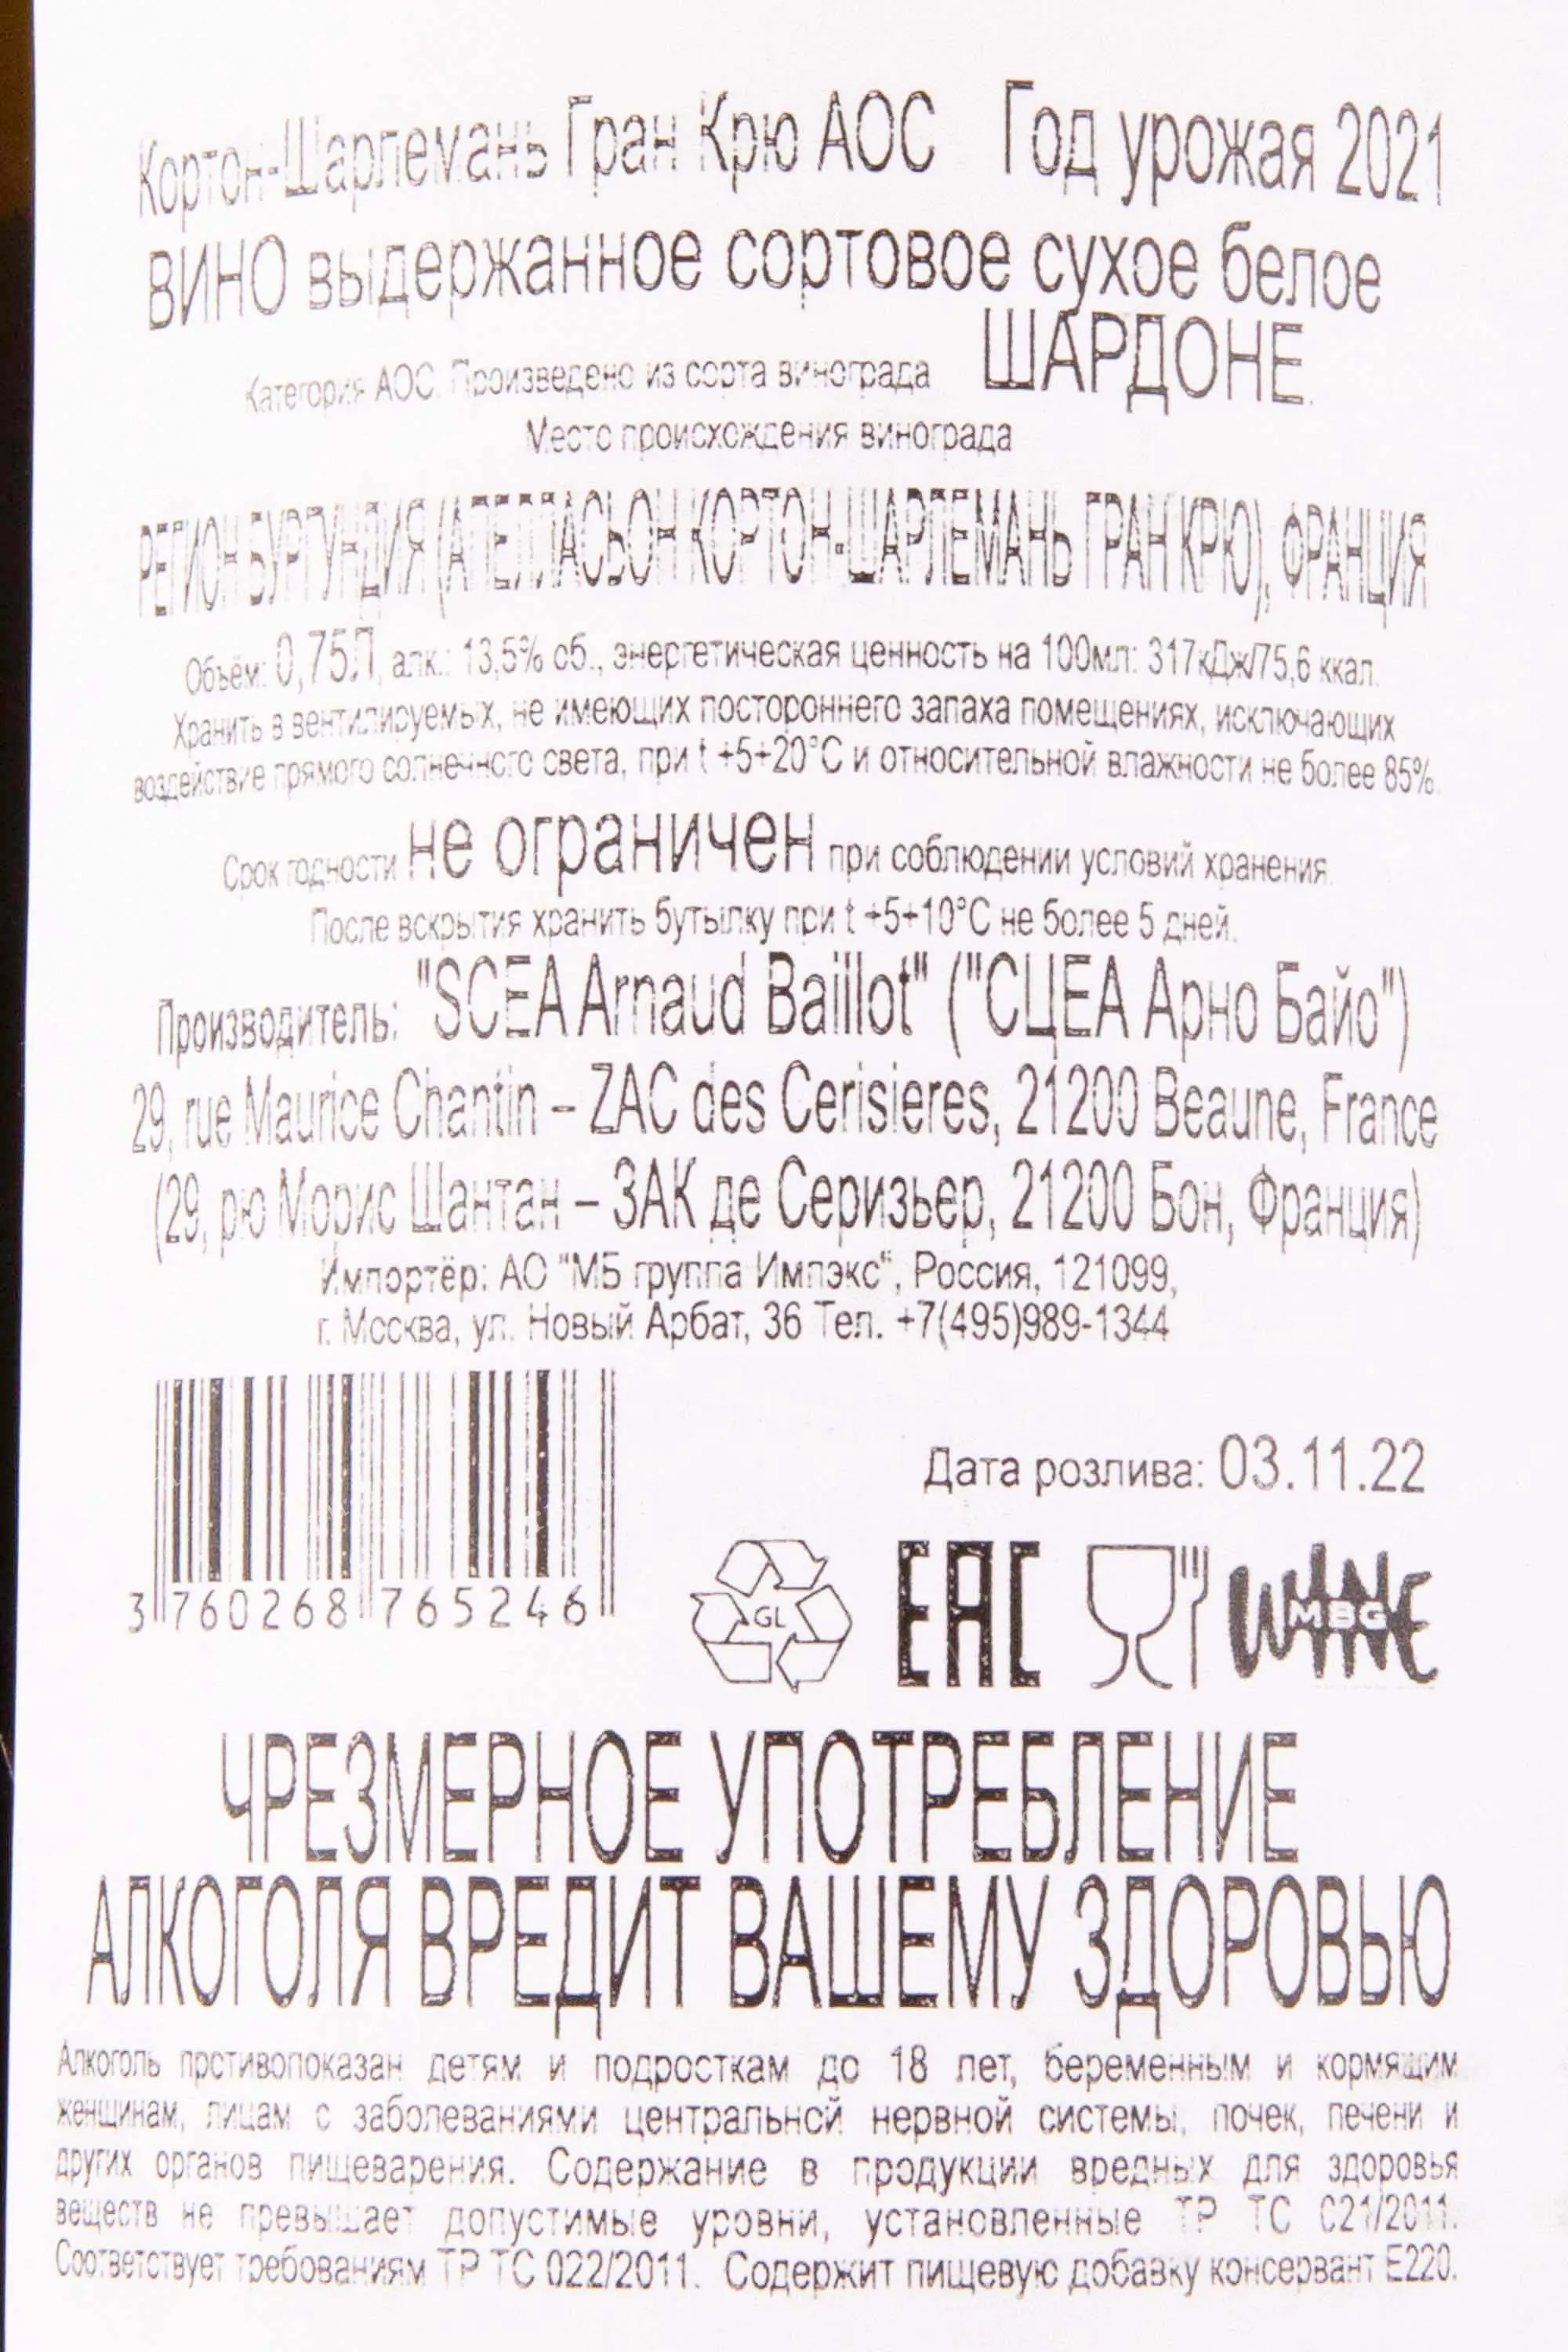 Кортон-Шарлемань Гран Крю АОС Год урожая 2021
ВИНО выдержанное сортовое сухое белое
Категория АОС. Произведено из сорта винограда ШАРДОНЕ.
Место происхождения винограда
РЕГИОН БУРГУНДИЯ (АПЕЛЛАСЬОН КОРТОН-ШАРЛЕМАНЬ ГРАН КРЮ), ФРАНЦИЯ
Объём: 0,75Л, алк.: 13,5% об., энергетическая ценность на 100мл: 317кДж/75,6 ккал.
Хранить в вентилируемых, не имеющих постороннего запаха помещениях, исключающих
воздействие прямого солнечного света, при t +5+20°C и относительной влажности не более 85%.
Срок годности не ограничен при соблюдении условий хранения.
После вскрытия хранить бутылку при t +5+10°C не более 5 дней.
Производитель: "SCEA Arnaud Baillot" ("СЦЕА Арно Байо")
29, rue Maurice Chantin – ZAC des Cerisieres, 21200 Beaune, France
(29, рю Морис Шантан – ЗАК де Серизьер, 21200 Бон, Франция)
Импортёр: АО "МБ группа Импэкс", Россия, 121099,
г. Москва, ул. Новый Арбат, 36 Тел. +7(495)989-1344
Дата розлива: 03.11.22
3 760268 765246
GL EAC WINE MBG
ЧРЕЗМЕРНОЕ УПОТРЕБЛЕНИЕ
АЛКОГОЛЯ ВРЕДИТ ВАШЕМУ ЗДОРОВЬЮ
Алкоголь противопоказан детям и подросткам до 18 лет, беременным и кормящим
женщинам, лицам с заболеваниями центральной нервной системы, почек, печени и
других органов пищеварения. Содержание в продукции вредных для здоровья
веществ не превышает допустимые уровни, установленные ТР ТС 021/2011.
Соответствует требованиям ТР ТС 022/2011. Содержит пищевую добавку консервант Е220.